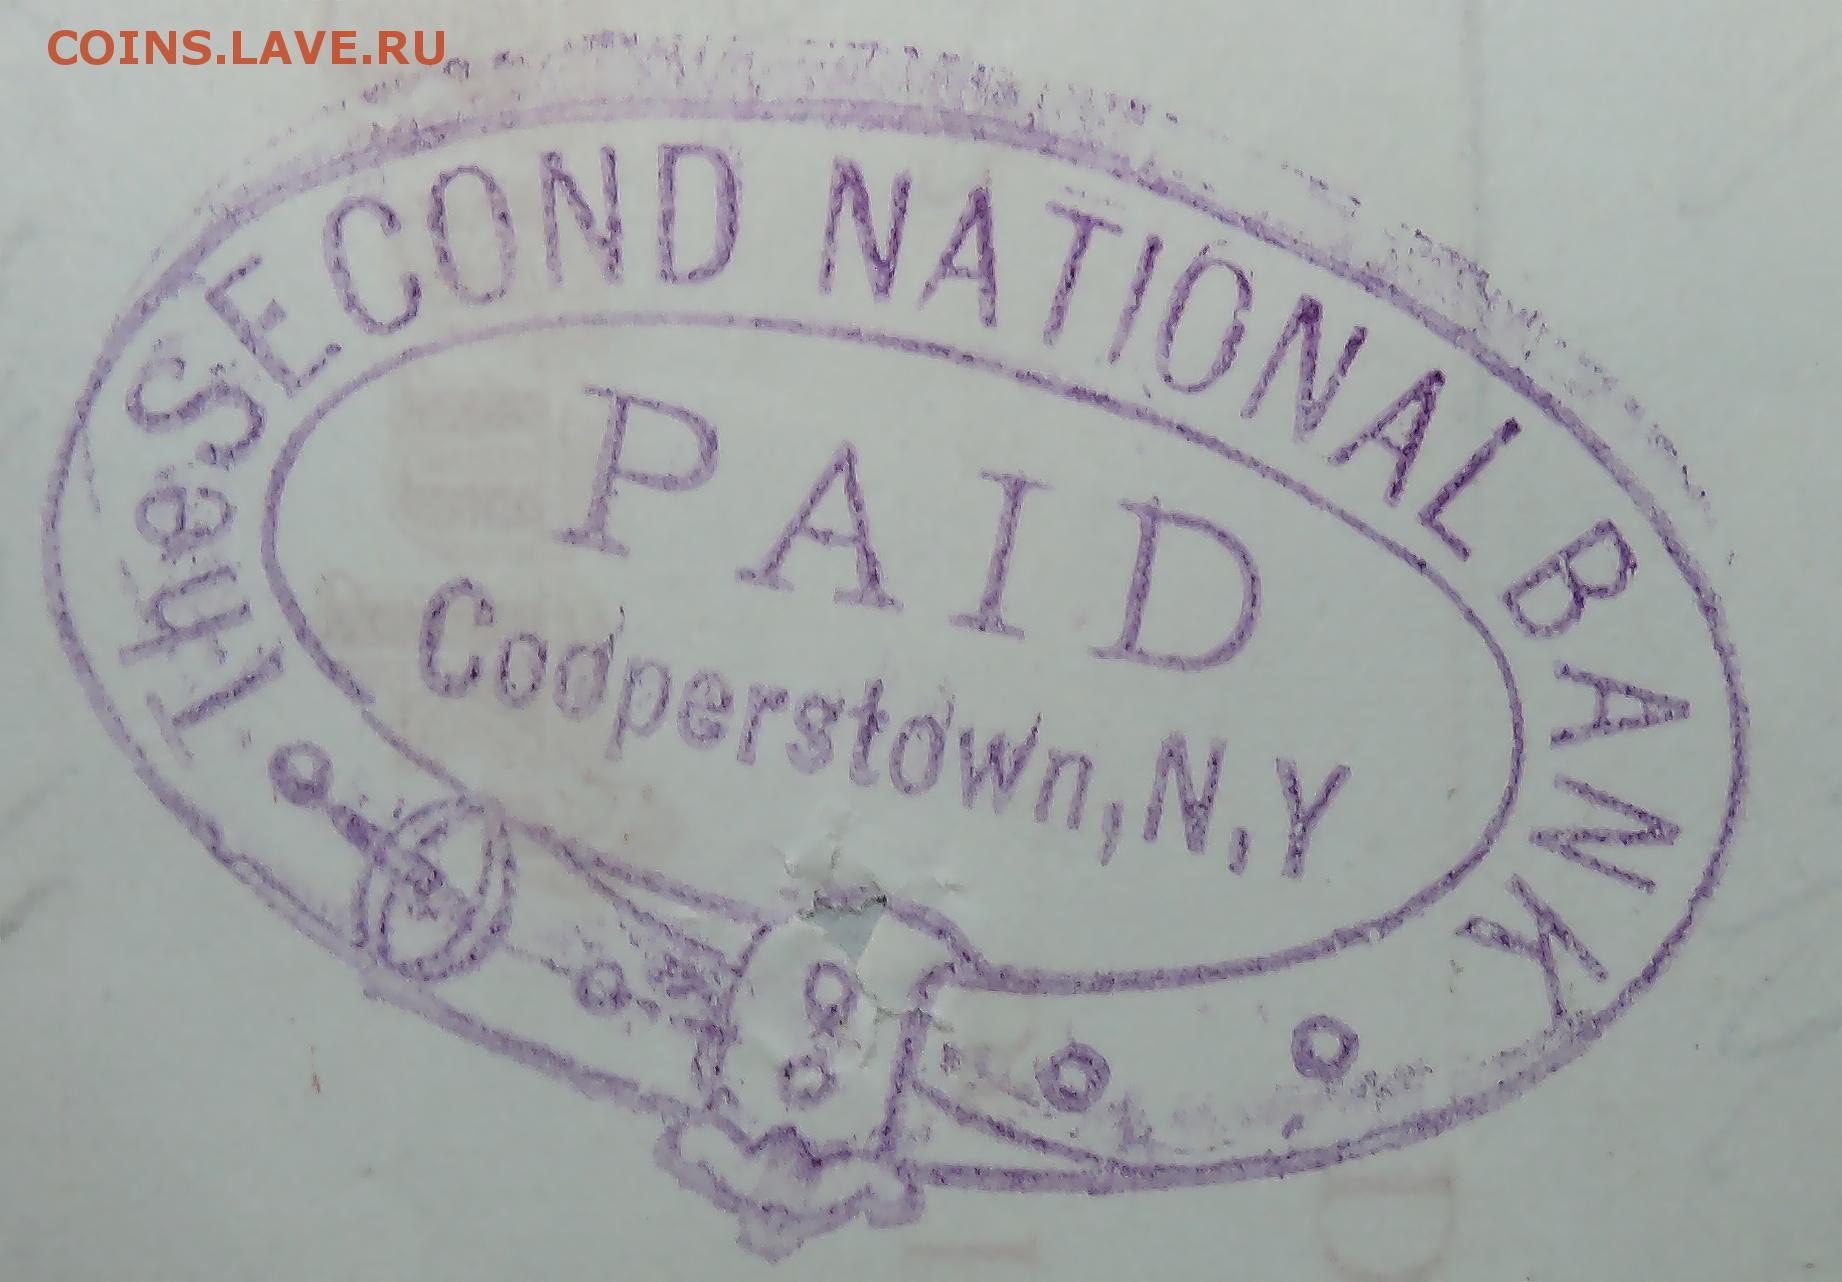 COINS.LAVE.RU
The SECOND NATIONAL BANK
PAID
Cooperstown, N.Y